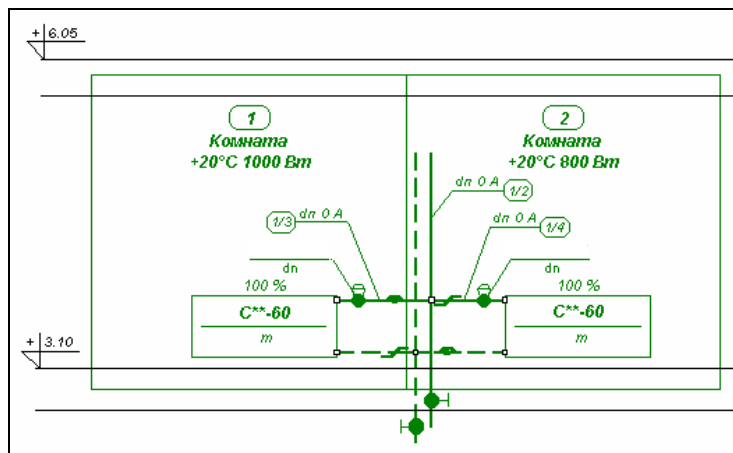 + 6.05
1
Комната
+20°C 1000 Вт
2
Комната
+20°C 800 Вт
dn 0 A 1/2
1/3 dn 0 A
dn 0 A 1/4
dn
dn
100 %
100 %
C**-60
m
C**-60
m
+ 3.10